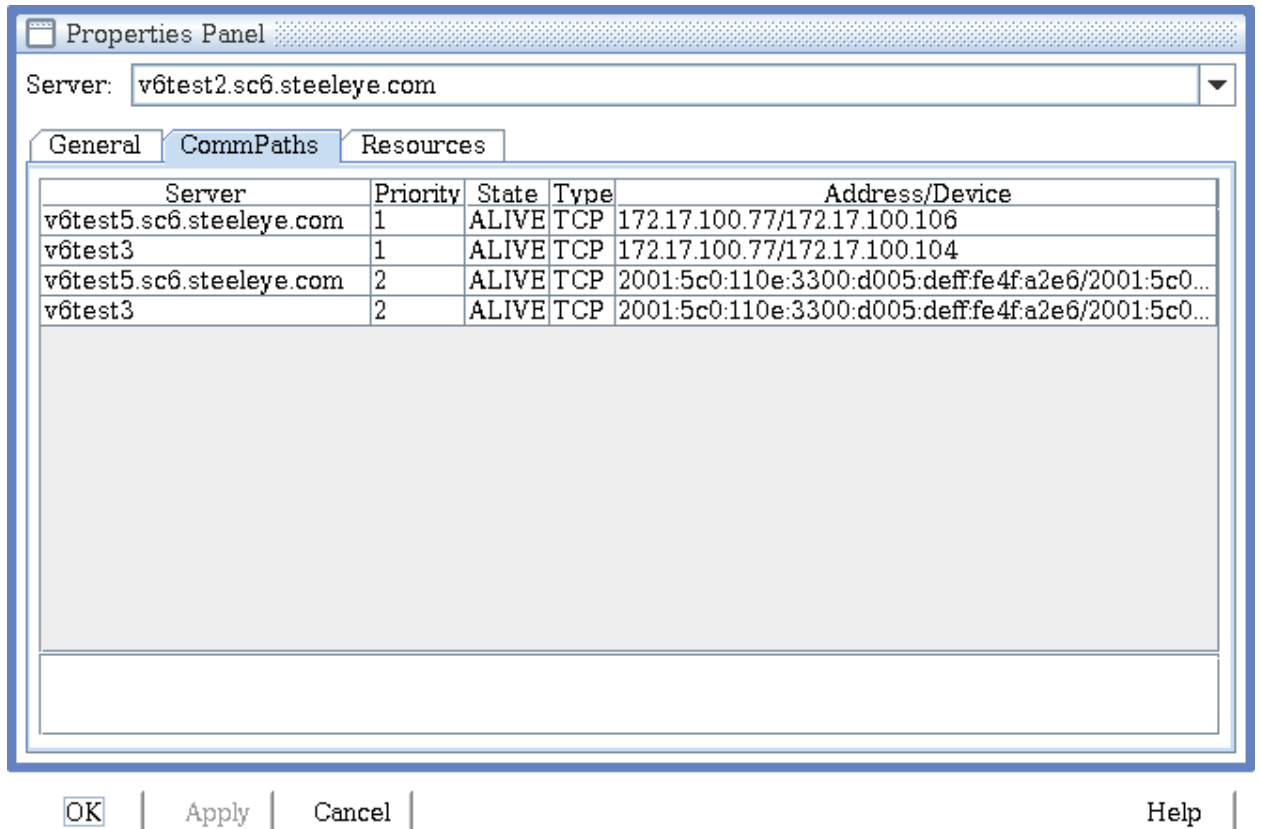 Properties Panel
Server: v6test2.sc6.steeleye.com
General CommPaths Resources
Server Priority State Type Address/Device
v6test5.sc6.steeleye.com 1 ALIVE TCP 172.17.100.77/172.17.100.106
v6test3 1 ALIVE TCP 172.17.100.77/172.17.100.104
v6test5.sc6.steeleye.com 2 ALIVE TCP 2001:5c0:110e:3300:d005:deff:fe4f:a2e6/2001:5c0...
v6test3 2 ALIVE TCP 2001:5c0:110e:3300:d005:deff:fe4f:a2e6/2001:5c0...
OK Apply Cancel Help